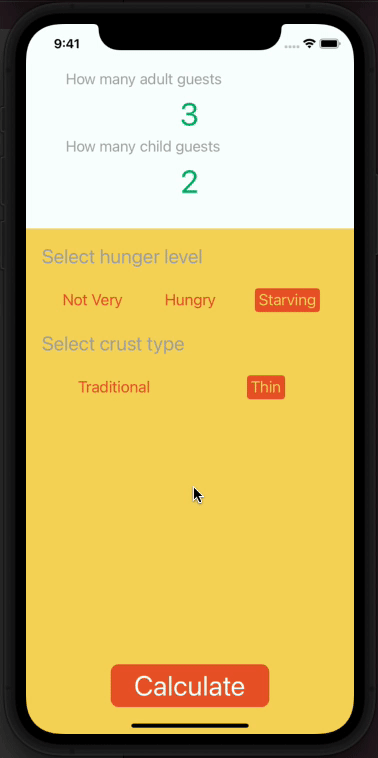 9:41
How many adult guests
3
How many child guests
2
Select hunger level
Not Very Hungry Starving
Select crust type
Traditional Thin
Calculate